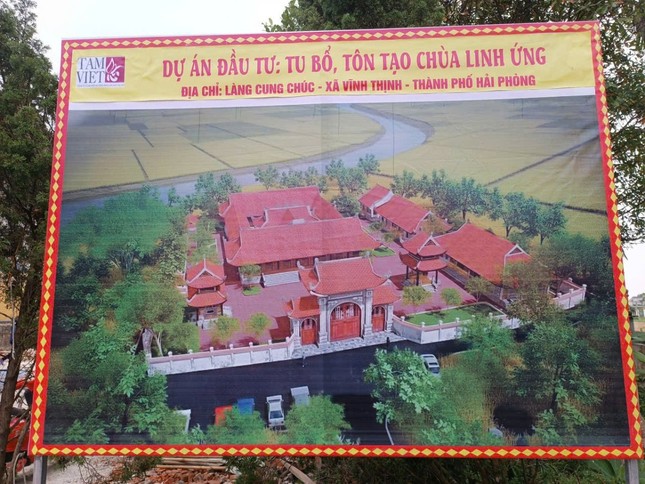 TAM
VIET
DỰ ÁN ĐẦU TƯ: TU BỔ, TÔN TẠO CHÙA LINH ỨNG
ĐỊA CHỈ: LÀNG CUNG CHÚC - XÃ VĨNH THỊNH - THÀNH PHỐ HẢI PHÒNG